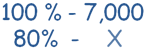 100 % - 7,000
80% - X